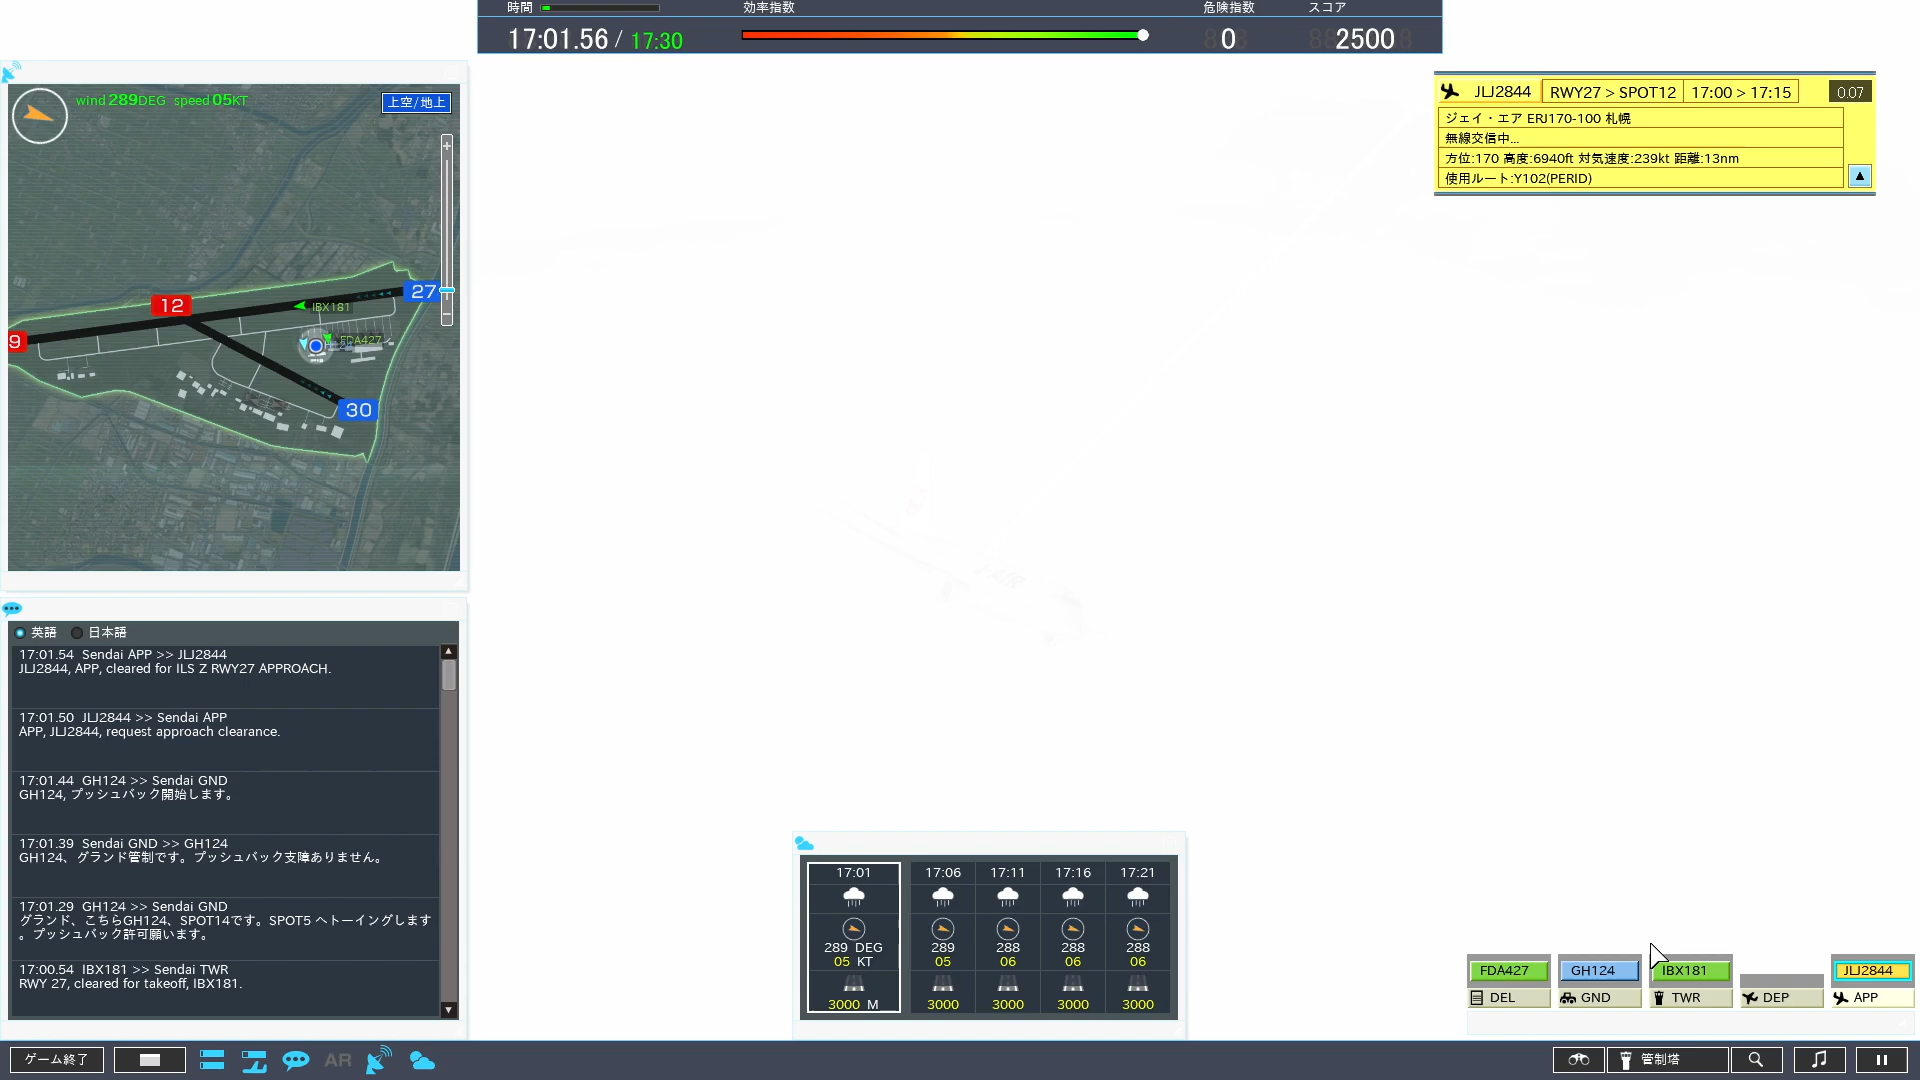 時間
効率指数
危険指数
スコア
17:01.56 / 17:30
0
2500
wind 289DEG speed 05KT
上空/地上
12
27
IBX181
9
FDA427
30
JLJ2844
RWY27 > SPOT12
17:00 > 17:15
0.07
ジェイ・エア ERJ170-100 札幌
無線交信中...
方位:170 高度:6940ft 対気速度:239kt 距離:13nm
使用ルート:Y102(PERID)
英語 日本語
17:01.54 Sendai APP >> JLJ2844
JLJ2844, APP, cleared for ILS Z RWY27 APPROACH.
17:01.50 JLJ2844 >> Sendai APP
APP, JLJ2844, request approach clearance.
17:01.44 GH124 >> Sendai GND
GH124, プッシュバック開始します。
17:01.39 Sendai GND >> GH124
GH124、グランド管制です。プッシュバック支障ありません。
17:01.29 GH124 >> Sendai GND
グランド、こちらGH124、SPOT14です。SPOT5 へトーイングします
。プッシュバック許可願います。
17:00.54 IBX181 >> Sendai TWR
RWY 27, cleared for takeoff, IBX181.
J-AIR
17:01 17:06 17:11 17:16 17:21
289 DEG 289 288 288 288
05 KT 05 06 06 06
3000 M 3000 3000 3000 3000
FDA427 GH124 IBX181 JLJ2844
DEL GND TWR DEP APP
ゲーム終了
AR
管制塔